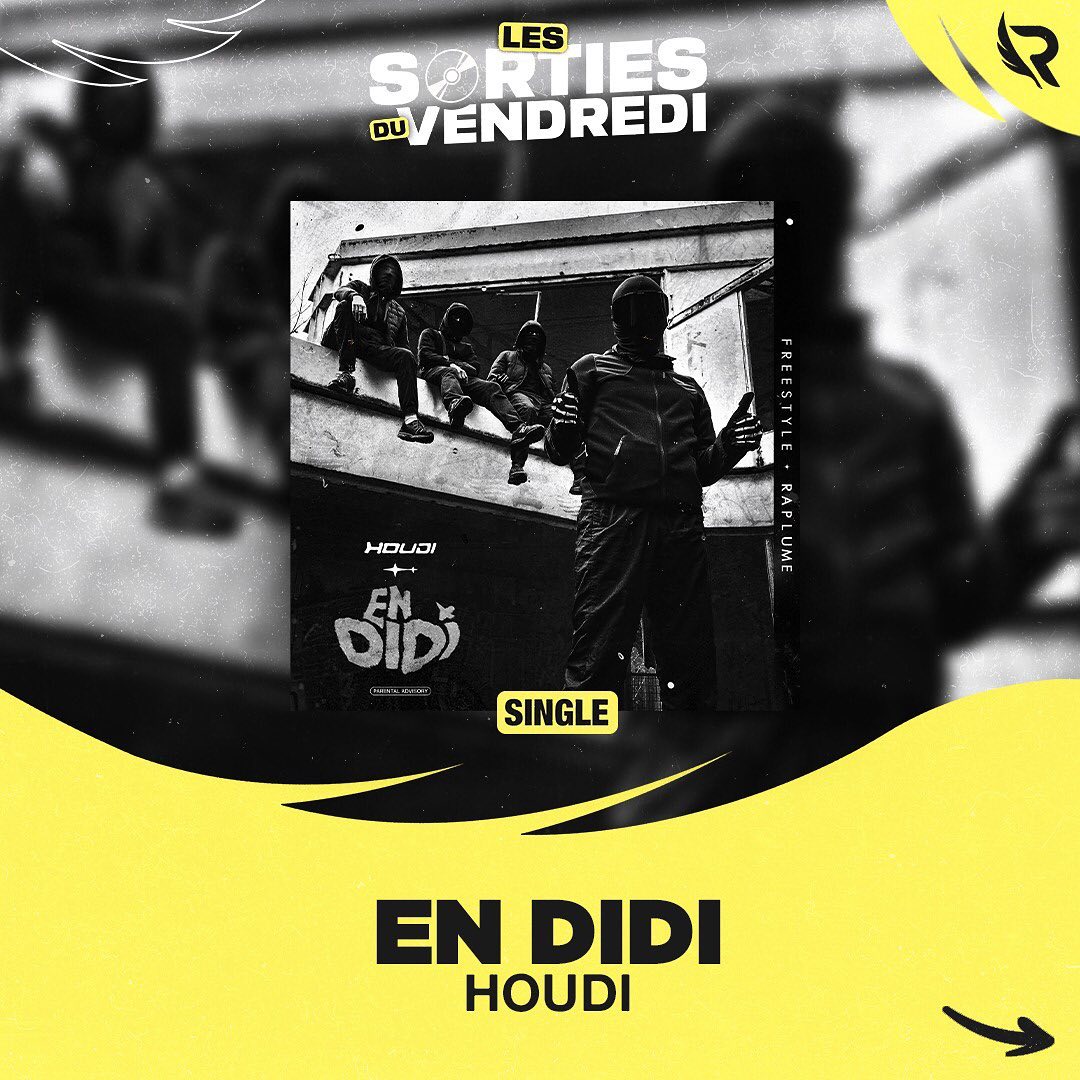 LES
SORTIES
DU VENDREDI
FREESTYLE + RAPLUME
HOUDI
EN
DIDI
PARENTAL ADVISORY
SINGLE
EN DIDI
HOUDI